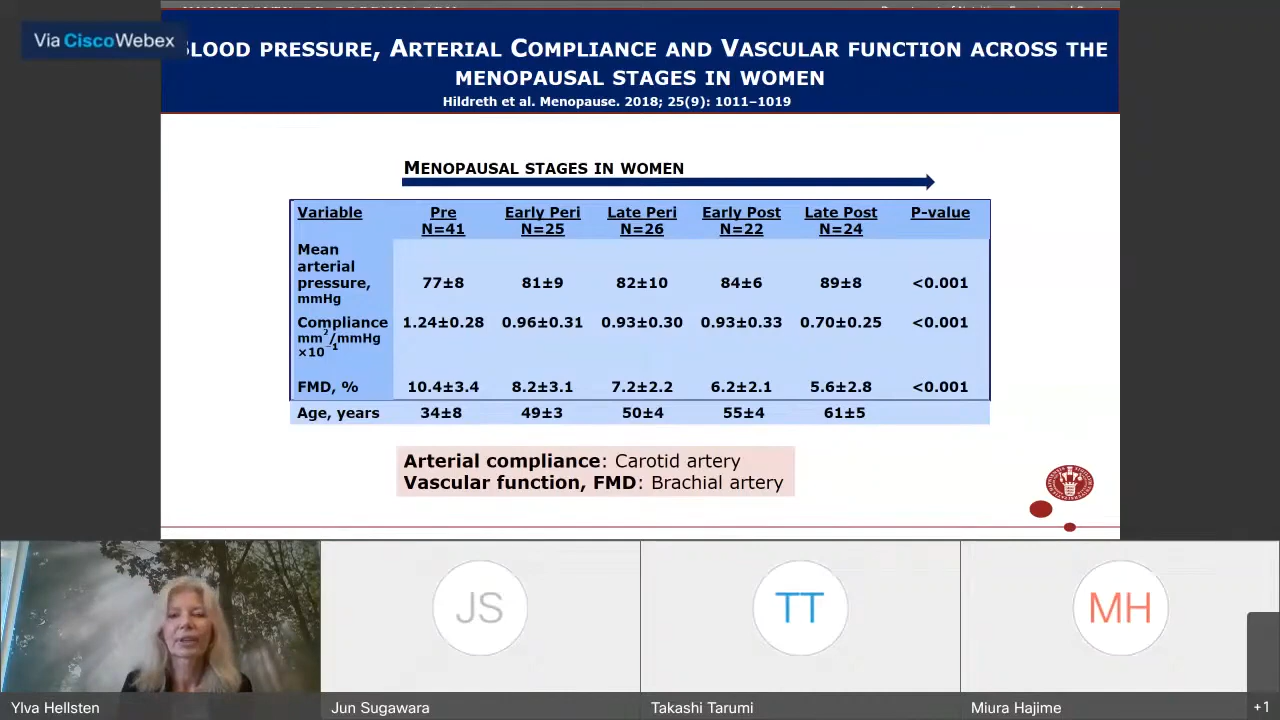 Via Cisco Webex
LOOD PRESSURE, ARTERIAL COMPLIANCE AND VASCULAR FUNCTION ACROSS THE
MENOPAUSAL STAGES IN WOMEN
Hildreth et al. Menopause. 2018; 25(9): 1011–1019
MENOPAUSAL STAGES IN WOMEN
Variable Pre Early Peri Late Peri Early Post Late Post P-value
N=41 N=25 N=26 N=22 N=24
Mean
arterial
pressure, 77±8 81±9 82±10 84±6 89±8 <0.001
mmHg
Compliance 1.24±0.28 0.96±0.31 0.93±0.30 0.93±0.33 0.70±0.25 <0.001
mm²/mmHg
×10⁻¹
FMD, % 10.4±3.4 8.2±3.1 7.2±2.2 6.2±2.1 5.6±2.8 <0.001
Age, years 34±8 49±3 50±4 55±4 61±5
Arterial compliance: Carotid artery
Vascular function, FMD: Brachial artery
JS TT MH
Ylva Hellsten Jun Sugawara Takashi Tarumi Miura Hajime +1